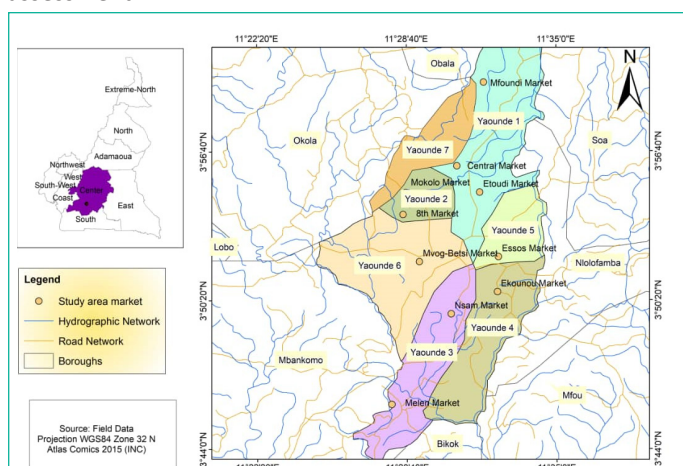 11°22'20"E 11°28'40"E 11°35'0"E
N
Obala
Mfoundi Market
Yaounde 1
Okola
Soa
Yaounde 7
Central Market
Mokolo Market
Etoudi Market
Yaounde 2
8th Market
Yaounde 5
Lobo
Mvog-Betsi Market
Essos Market
Yaounde 6
Nlolofamba
Ekounou Market
Nsam Market
Yaounde 4
Yaounde 3
Mbankomo
Mfou
Meleh Market
Bikok
3°56'40"N
3°50'20"N
3°44'0"N
3°56'40"N
3°50'20"N
3°44'0"N
Extreme-North
North
Adamaoua
Northwest
West
South-West
Center
Coast
East
South
Legend
Study area market
Hydrographic Network
Road Network
Boroughs
Source: Field Data
Projection WGS84 Zone 32 N
Atlas Comics 2015 (INC)